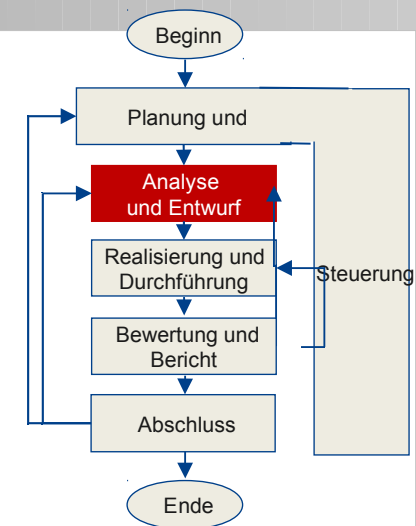 Beginn
Planung und
Analyse
und Entwurf
Realisierung und
Durchführung
Steuerung
Bewertung und
Bericht
Abschluss
Ende